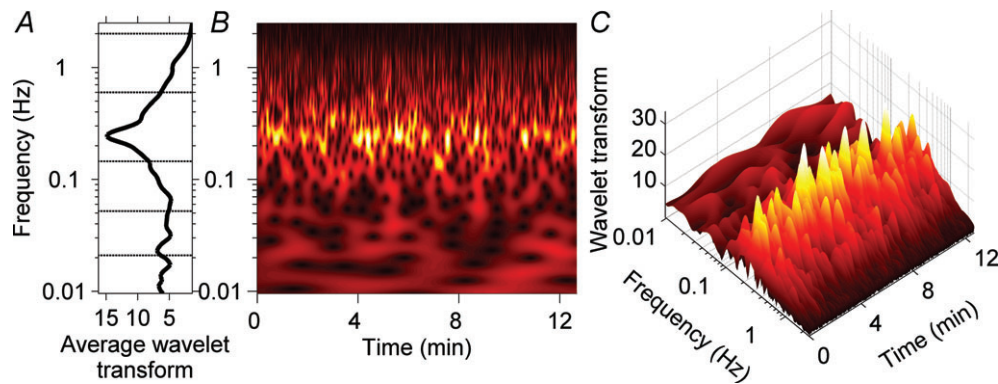 A
B
C
Frequency (Hz)
1
0.1
0.01
15 10 5
Average wavelet
transform
1
0.1
0.01
0 4 8 12
Time (min)
Wavelet transform
30
20
10
0.01
0.1
1
Frequency (Hz)
0
4
8
12
Time (min)